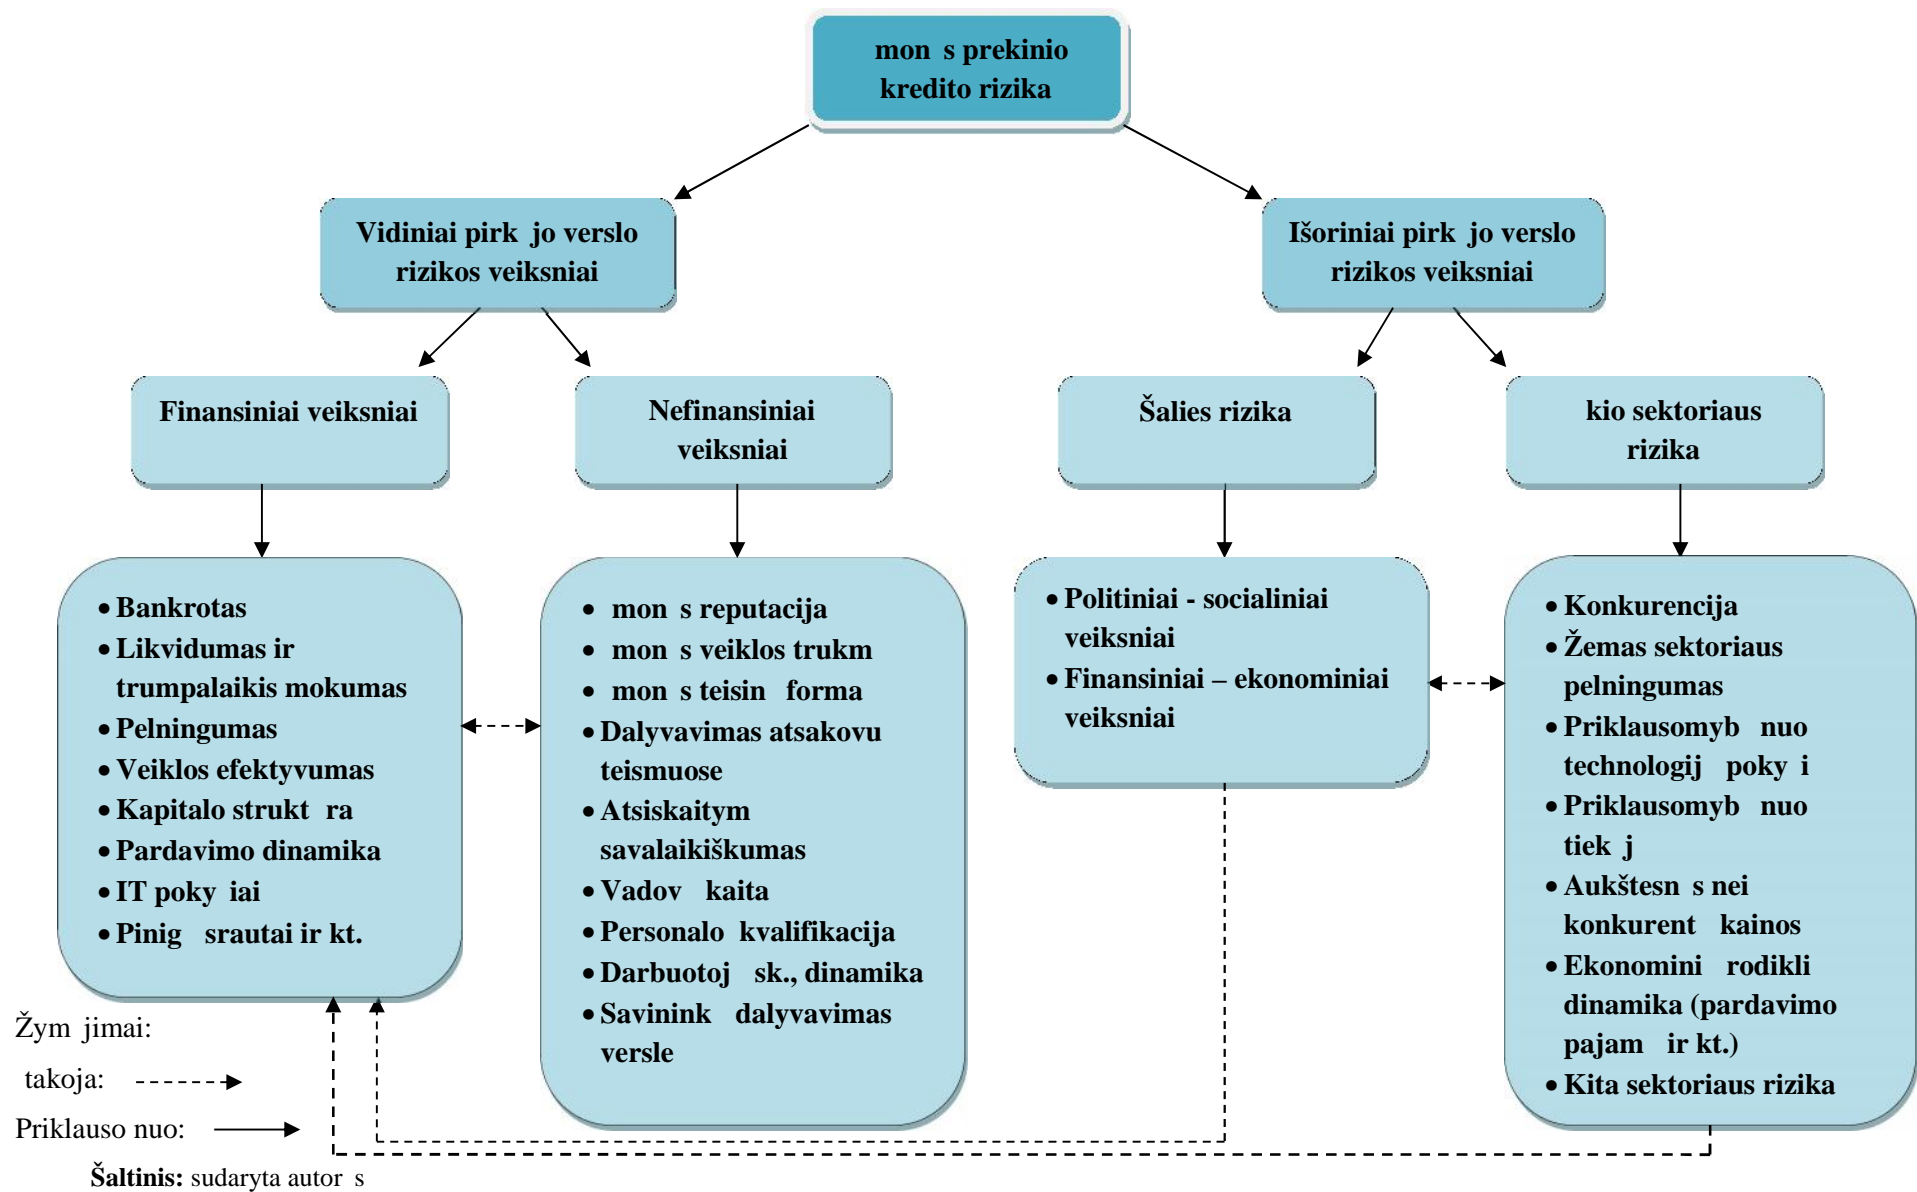 mon s prekinio
kredito rizika
Vidiniai pirk jo verslo
rizikos veiksniai
Išoriniai pirk jo verslo
rizikos veiksniai
Finansiniai veiksniai
Nefinansiniai
veiksniai
Šalies rizika
kio sektoriaus
rizika
• Bankrotas
• Likvidumas ir
trumpalaikis mokumas
• Pelningumas
• Veiklos efektyvumas
• Kapitalo strukt ra
• Pardavimo dinamika
• IT poky iai
• Pinig srautai ir kt.
• mon s reputacija
• mon s veiklos trukm
• mon s teisin forma
• Dalyvavimas atsakovu
teismuose
• Atsiskaitym
savalaikiškumas
• Vadov kaita
• Personalo kvalifikacija
• Darbuotoj sk., dinamika
• Savinink dalyvavimas
versle
• Politiniai - socialiniai
veiksniai
• Finansiniai – ekonominiai
veiksniai
• Konkurencija
• Žemas sektoriaus
pelningumas
• Priklausomyb nuo
technologij poky i
• Priklausomyb nuo
tiek j
• Aukštesn s nei
konkurent kainos
• Ekonomini rodikli
dinamika (pardavimo
pajam ir kt.)
• Kita sektoriaus rizika
Žym jimai:
takoja:
Priklauso nuo:
Šaltinis: sudaryta autor s